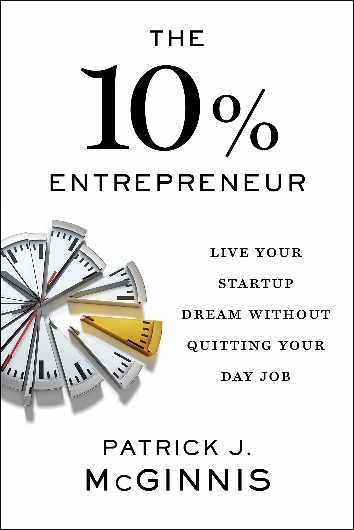 THE
10%
ENTREPRENEUR
LIVE YOUR
STARTUP
DREAM WITHOUT
QUITTING YOUR
DAY JOB
PATRICK J.
McGINNIS